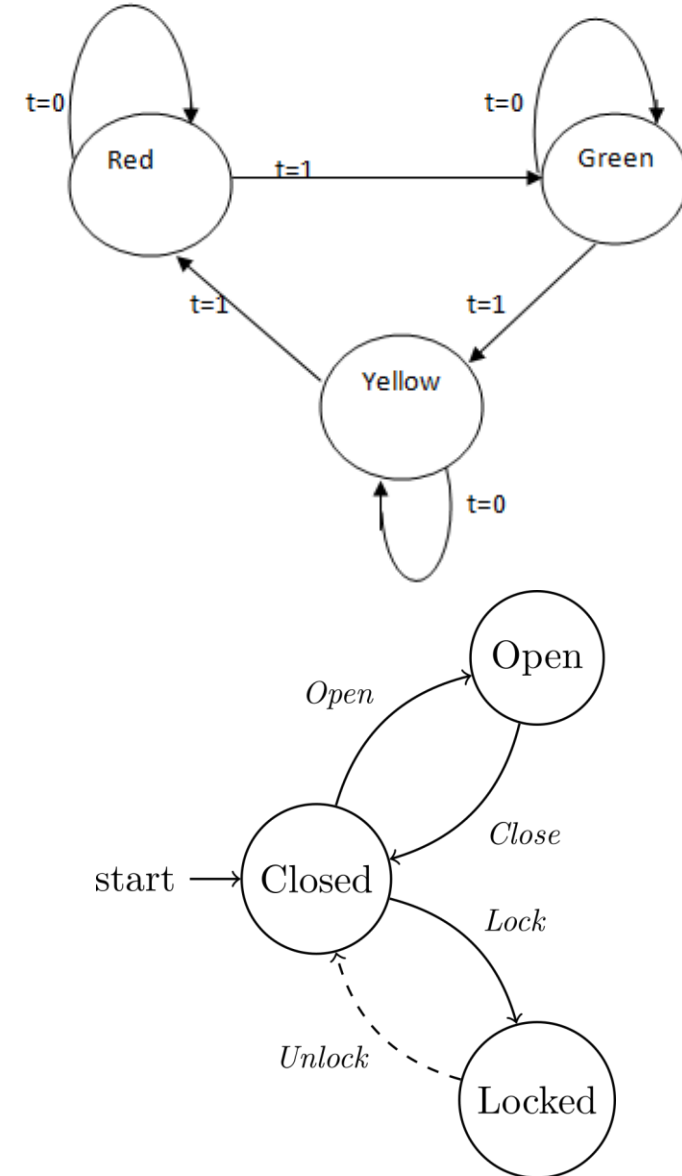 t=0
t=0
Red
Green
t=1
t=1
t=1
Yellow
t=0
Open
Open
Close
start
Closed
Lock
Unlock
Locked